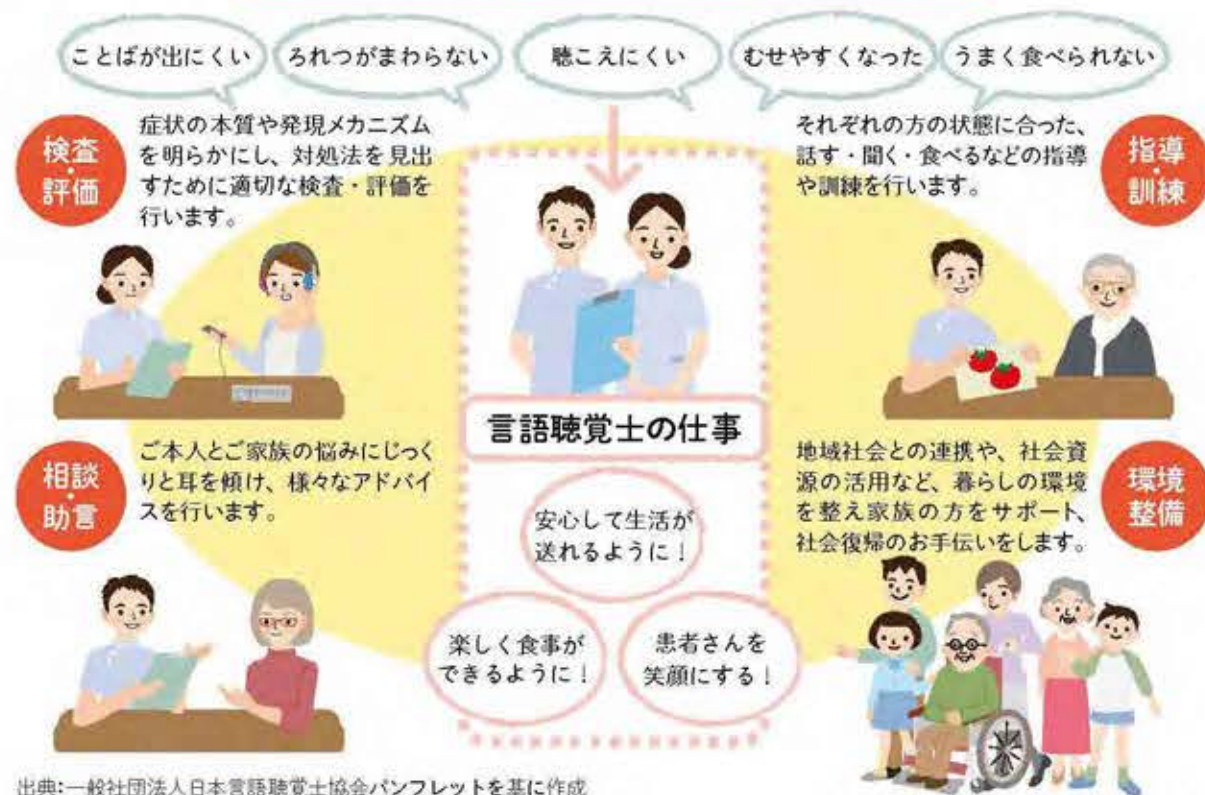 ことばが出にくい
ろれつがまわらない
聴こえにくい
むせやすくなった
うまく食べられない
検査・
評価
症状の本質や発現メカニズム
を明らかにし、対処法を見出
すために適切な検査・評価を
行います。
それぞれの方の状態に合った、
話す・聞く・食べるなどの指導
や訓練を行います。
指導・
訓練
言語聴覚士の仕事
相談・
助言
ご本人とご家族の悩みにじっく
りと耳を傾け、様々なアドバイ
スを行います。
地域社会との連携や、社会資
源の活用など、暮らしの環境
を整え家族の方をサポート、
社会復帰のお手伝いをします。
環境
整備
安心して生活が
送れるように!
楽しく食事が
できるように!
患者さんを
笑顔にする!
出典:一般社団法人日本言語聴覚士協会パンフレットを基に作成